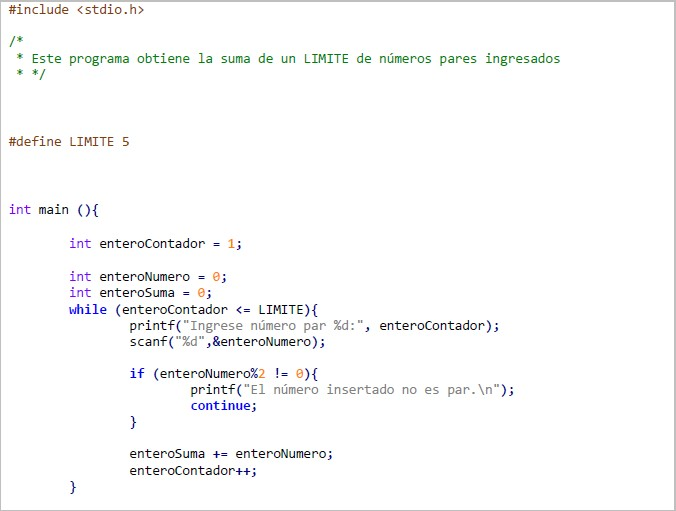 #include <stdio.h>
/*
 * Este programa obtiene la suma de un LIMITE de números pares ingresados
 * */
#define LIMITE 5
int main (){
        int enteroContador = 1;
        int enteroNumero = 0;
        int enteroSuma = 0;
        while (enteroContador <= LIMITE){
                printf("Ingrese número par %d:", enteroContador);
                scanf("%d",&enteroNumero);
                if (enteroNumero%2 != 0){
                        printf("El número insertado no es par.\n");
                        continue;
                }
                enteroSuma += enteroNumero;
                enteroContador++;
        }